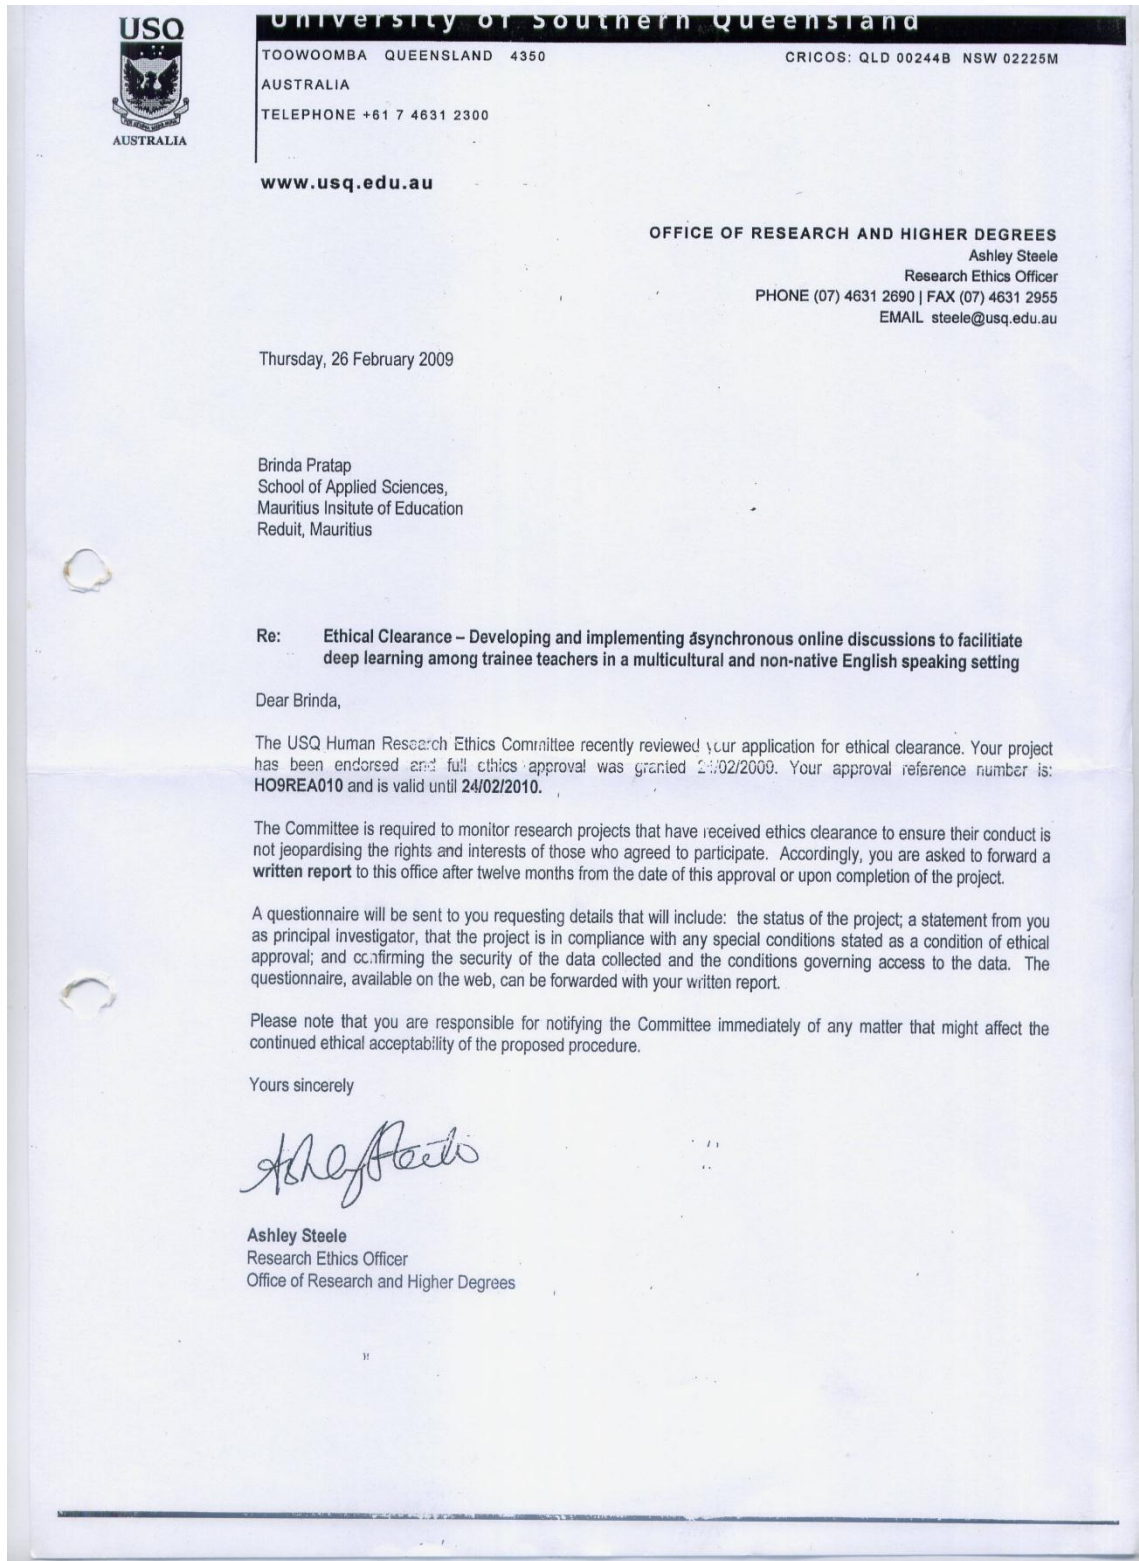 USQ
AUSTRALIA
University of Southern Queensland
TOOWOOMBA QUEENSLAND 4350
CRICOS: QLD 00244B NSW 02225M
AUSTRALIA
TELEPHONE +61 7 4631 2300
www.usq.edu.au
OFFICE OF RESEARCH AND HIGHER DEGREES
Ashley Steele
Research Ethics Officer
PHONE (07) 4631 2690 | FAX (07) 4631 2955
EMAIL steele@usq.edu.au
Thursday, 26 February 2009
Brinda Pratap
School of Applied Sciences,
Mauritius Insitute of Education
Reduit, Mauritius
Re: Ethical Clearance – Developing and implementing asynchronous online discussions to facilitiate
deep learning among trainee teachers in a multicultural and non-native English speaking setting
Dear Brinda,
The USQ Human Research Ethics Committee recently reviewed your application for ethical clearance. Your project
has been endorsed and full ethics approval was granted /02/2009. Your approval reference number is:
HO9REA010 and is valid until 24/02/2010.
The Committee is required to monitor research projects that have received ethics clearance to ensure their conduct is
not jeopardising the rights and interests of those who agreed to participate. Accordingly, you are asked to forward a
written report to this office after twelve months from the date of this approval or upon completion of the project.
A questionnaire will be sent to you requesting details that will include: the status of the project; a statement from you
as principal investigator, that the project is in compliance with any special conditions stated as a condition of ethical
approval; and confirming the security of the data collected and the conditions governing access to the data. The
questionnaire, available on the web, can be forwarded with your written report.
Please note that you are responsible for notifying the Committee immediately of any matter that might affect the
continued ethical acceptability of the proposed procedure.
Yours sincerely
Ashley Steele
Ashley Steele
Research Ethics Officer
Office of Research and Higher Degrees